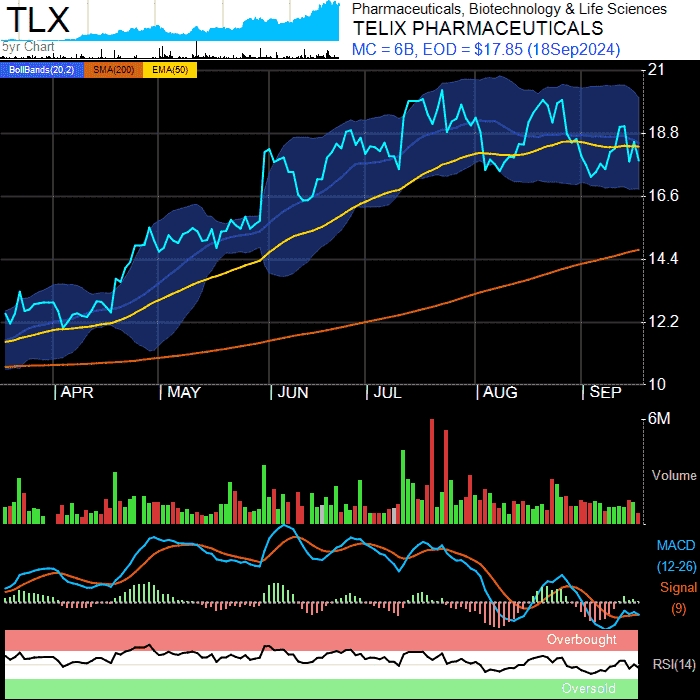 TLX
5yr Chart
Pharmaceuticals, Biotechnology & Life Sciences
TELIX PHARMACEUTICALS
MC = 6B, EOD = $17.85 (18Sep2024)
BollBands(20,2) SMA(200) EMA(50)
21
18.8
16.6
14.4
12.2
10
APR MAY JUN JUL AUG SEP
6M
Volume
MACD
(12-26)
Signal
(9)
Overbought
RSI(14)
Oversold